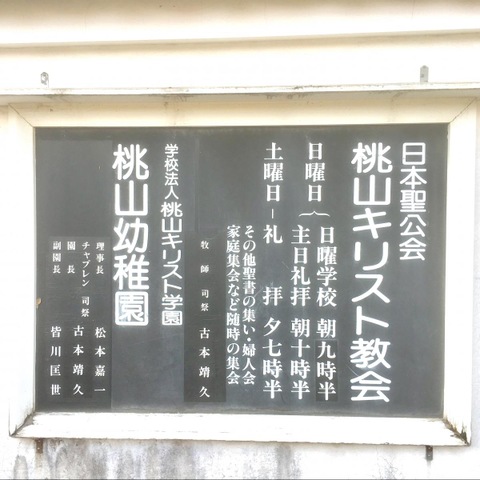 日本聖公会
桃山キリスト教会
日曜日 日曜学校 朝九時半
主日礼拝 朝十時半
土曜日－礼拝 夕七時半
その他聖書の集い・婦人会
家庭集会など随時の集会
牧師 司祭 古本靖久
学校法人 桃山キリスト学園
桃山幼稚園
理事長 松本嘉一
チャプレン 司祭 古本靖久
園長
副園長 皆川匡世